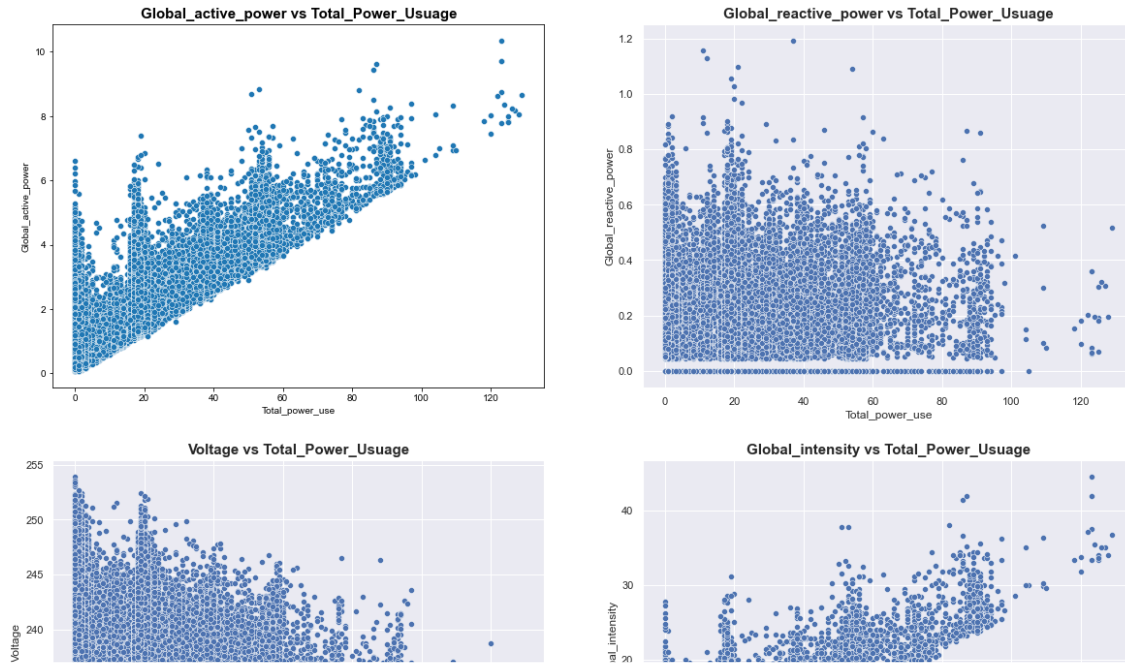 Global_active_power vs Total_Power_Usuage
Global_active_power
10
8
6
4
2
0
0 20 40 60 80 100 120
Total_power_use
Global_reactive_power vs Total_Power_Usuage
Global_reactive_power
1.2
1.0
0.8
0.6
0.4
0.2
0.0
0 20 40 60 80 100 120
Total_power_use
Voltage vs Total_Power_Usuage
Voltage
255
250
245
240
Global_intensity vs Total_Power_Usuage
bal_intensity
40
30
20